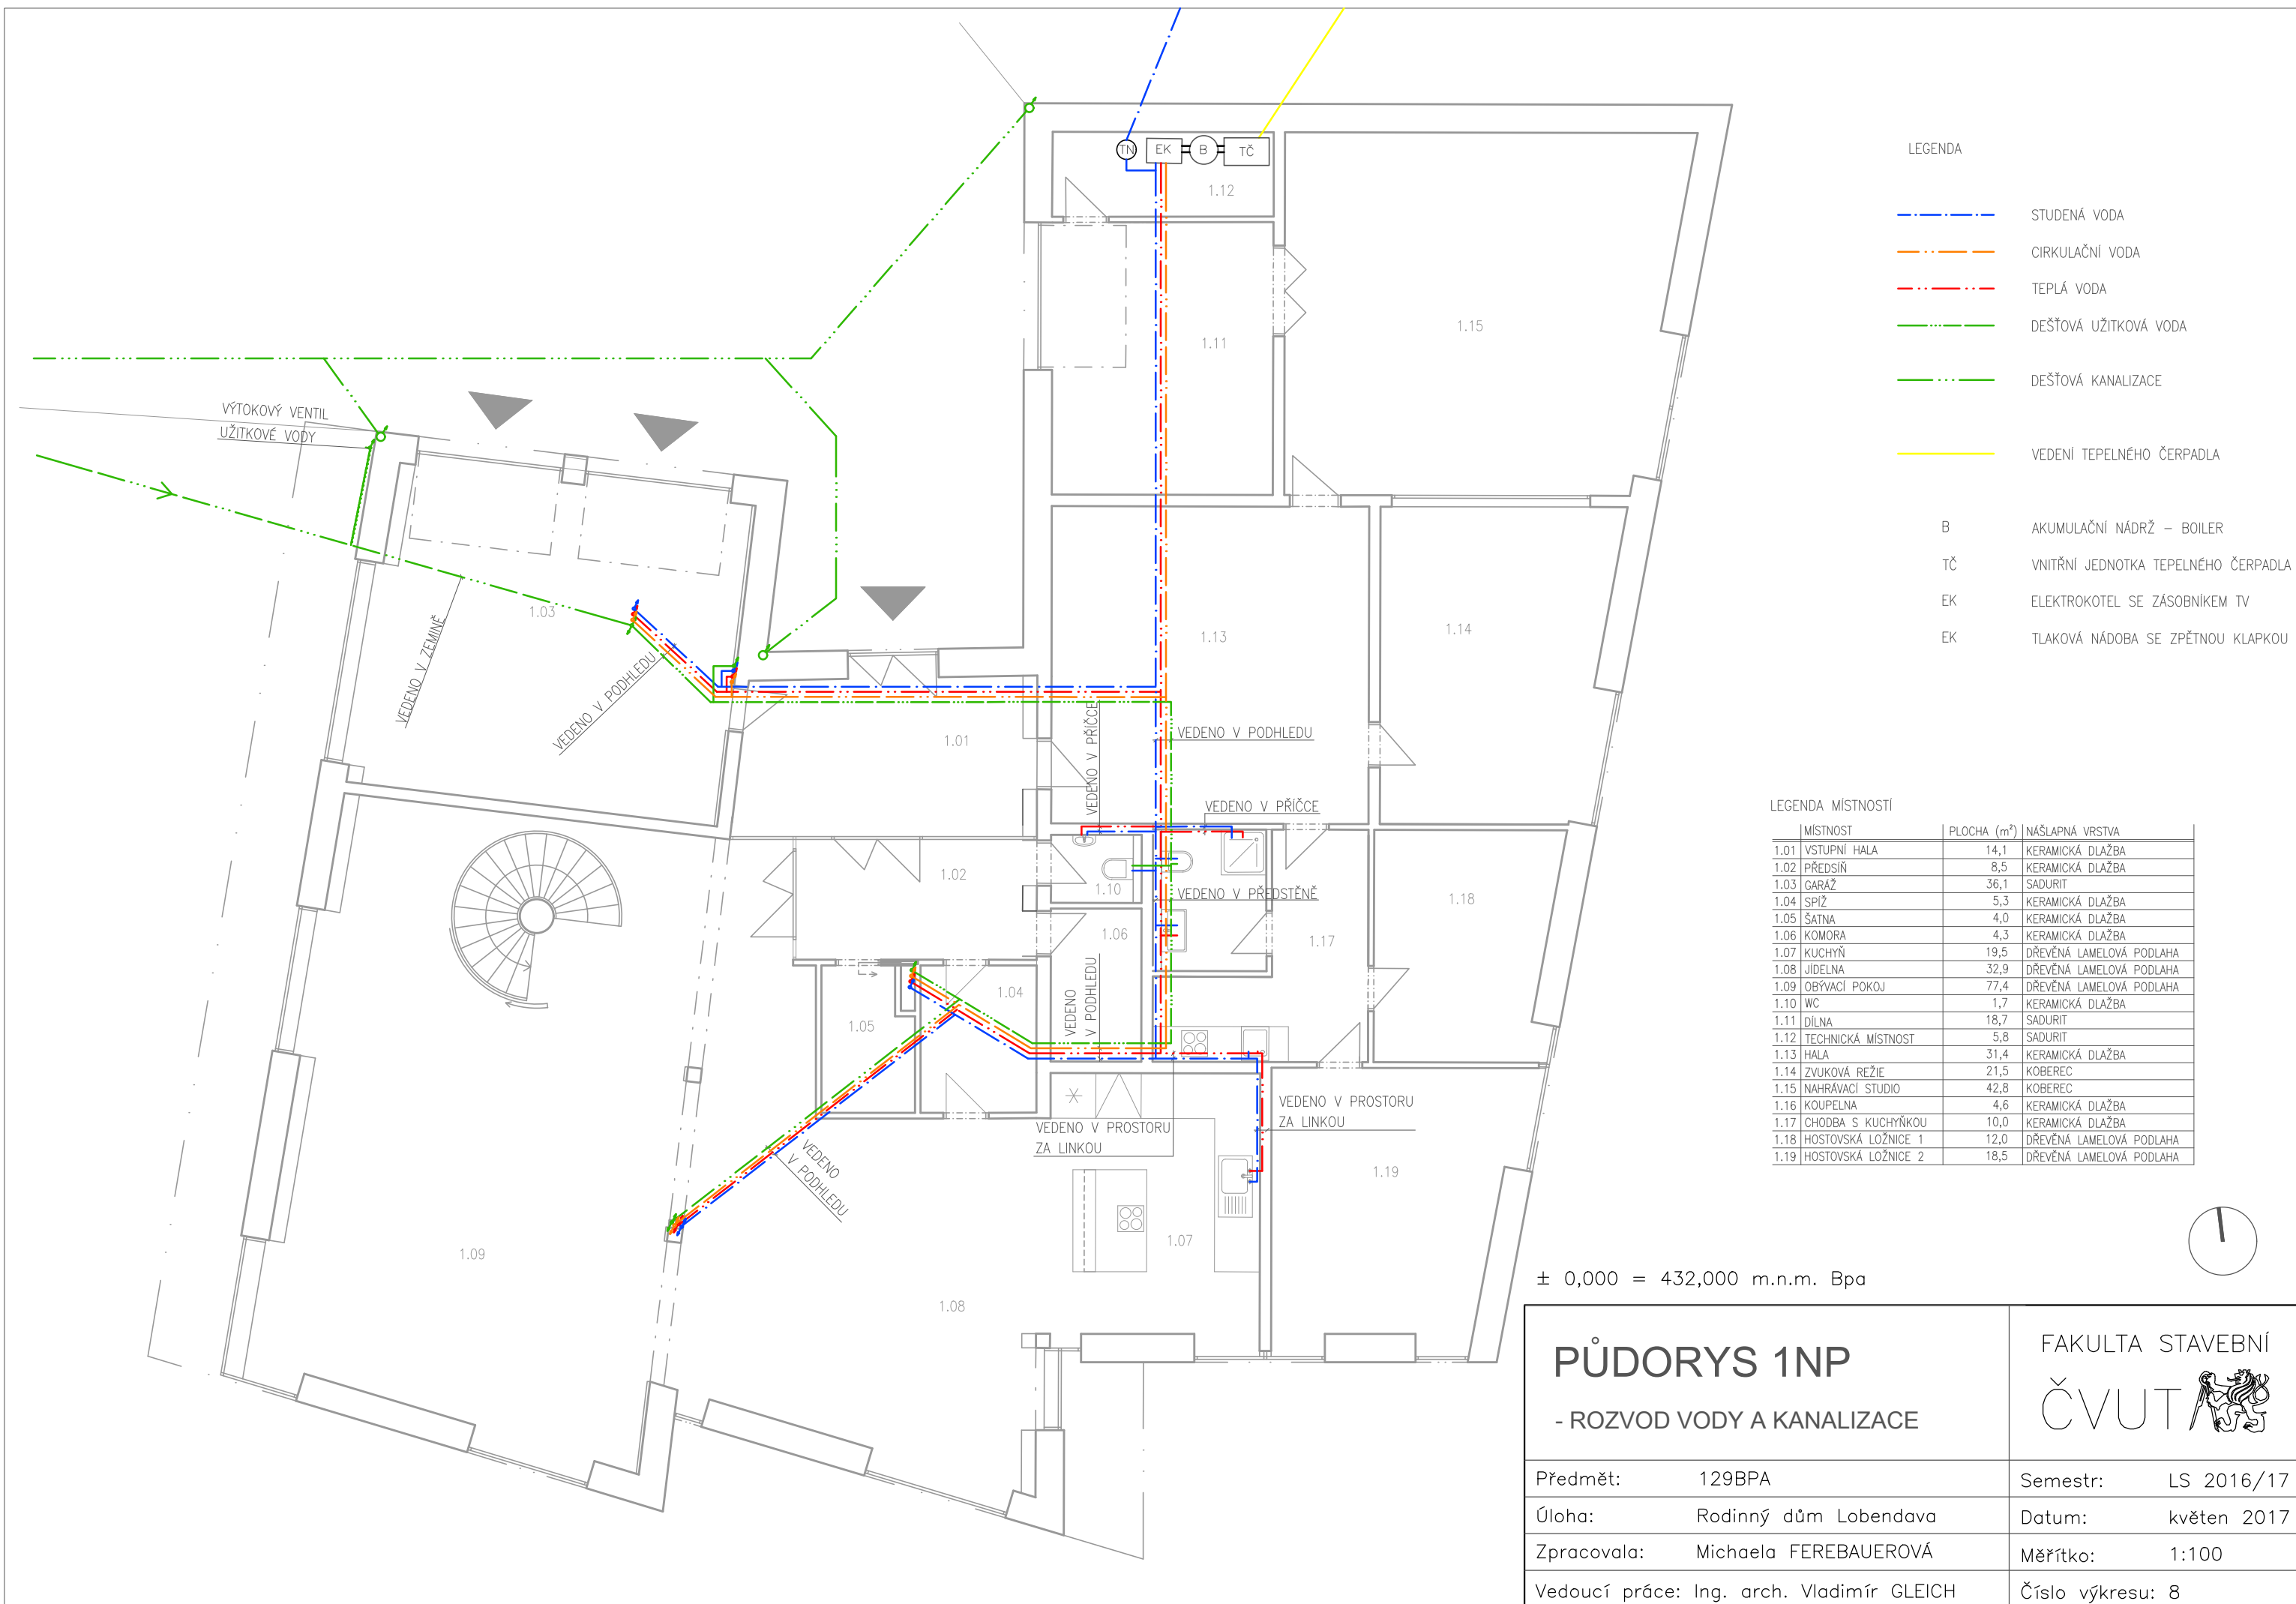 TN
EK
B
TČ
1.12
1.15
1.11
VÝTOKOVÝ VENTIL
UŽITKOVÉ VODY
1.03
VEDENO V ZEMINĚ
VEDENO V PODHLEDU
1.13
1.14
1.01
VEDENO V PŘÍČCE
VEDENO V PODHLEDU
VEDENO V PŘÍČCE
1.02
1.10
VEDENO V PŘEDSTĚNĚ
1.18
1.06
1.17
VEDENO
V PODHLEDU
1.04
1.05
VEDENO V PROSTORU
ZA LINKOU
VEDENO V PROSTORU
ZA LINKOU
VEDENO
V PODHLEDU
1.19
1.07
1.09
1.08
LEGENDA
STUDENÁ VODA
CIRKULAČNÍ VODA
TEPLÁ VODA
DEŠŤOVÁ UŽITKOVÁ VODA
DEŠŤOVÁ KANALIZACE
VEDENÍ TEPELNÉHO ČERPADLA
B AKUMULAČNÍ NÁDRŽ – BOILER
TČ VNITŘNÍ JEDNOTKA TEPELNÉHO ČERPADLA
EK ELEKTROKOTEL SE ZÁSOBNÍKEM TV
EK TLAKOVÁ NÁDOBA SE ZPĚTNOU KLAPKOU
LEGENDA MÍSTNOSTÍ
MÍSTNOST PLOCHA (m²) NÁŠLAPNÁ VRSTVA
1.01 VSTUPNÍ HALA 14,1 KERAMICKÁ DLAŽBA
1.02 PŘEDSÍŇ 8,5 KERAMICKÁ DLAŽBA
1.03 GARÁŽ 36,1 SADURIT
1.04 SPÍŽ 5,3 KERAMICKÁ DLAŽBA
1.05 ŠATNA 4,0 KERAMICKÁ DLAŽBA
1.06 KOMORA 4,3 KERAMICKÁ DLAŽBA
1.07 KUCHYŇ 19,5 DŘEVĚNÁ LAMELOVÁ PODLAHA
1.08 JÍDELNA 32,9 DŘEVĚNÁ LAMELOVÁ PODLAHA
1.09 OBÝVACÍ POKOJ 77,4 DŘEVĚNÁ LAMELOVÁ PODLAHA
1.10 WC 1,7 KERAMICKÁ DLAŽBA
1.11 DÍLNA 18,7 SADURIT
1.12 TECHNICKÁ MÍSTNOST 5,8 SADURIT
1.13 HALA 31,4 KERAMICKÁ DLAŽBA
1.14 ZVUKOVÁ REŽIE 21,5 KOBEREC
1.15 NAHRÁVACÍ STUDIO 42,8 KOBEREC
1.16 KOUPELNA 4,6 KERAMICKÁ DLAŽBA
1.17 CHODBA S KUCHYŇKOU 10,0 KERAMICKÁ DLAŽBA
1.18 HOSTOVSKÁ LOŽNICE 1 12,0 DŘEVĚNÁ LAMELOVÁ PODLAHA
1.19 HOSTOVSKÁ LOŽNICE 2 18,5 DŘEVĚNÁ LAMELOVÁ PODLAHA
± 0,000 = 432,000 m.n.m. Bpa
PŮDORYS 1NP
- ROZVOD VODY A KANALIZACE
FAKULTA STAVEBNÍ
ČVUT
Předmět: 129BPA
Semestr: LS 2016/17
Úloha: Rodinný dům Lobendava
Datum: květen 2017
Zpracovala: Michaela FEREBAUEROVÁ
Měřítko: 1:100
Vedoucí práce: Ing. arch. Vladimír GLEICH
Číslo výkresu: 8